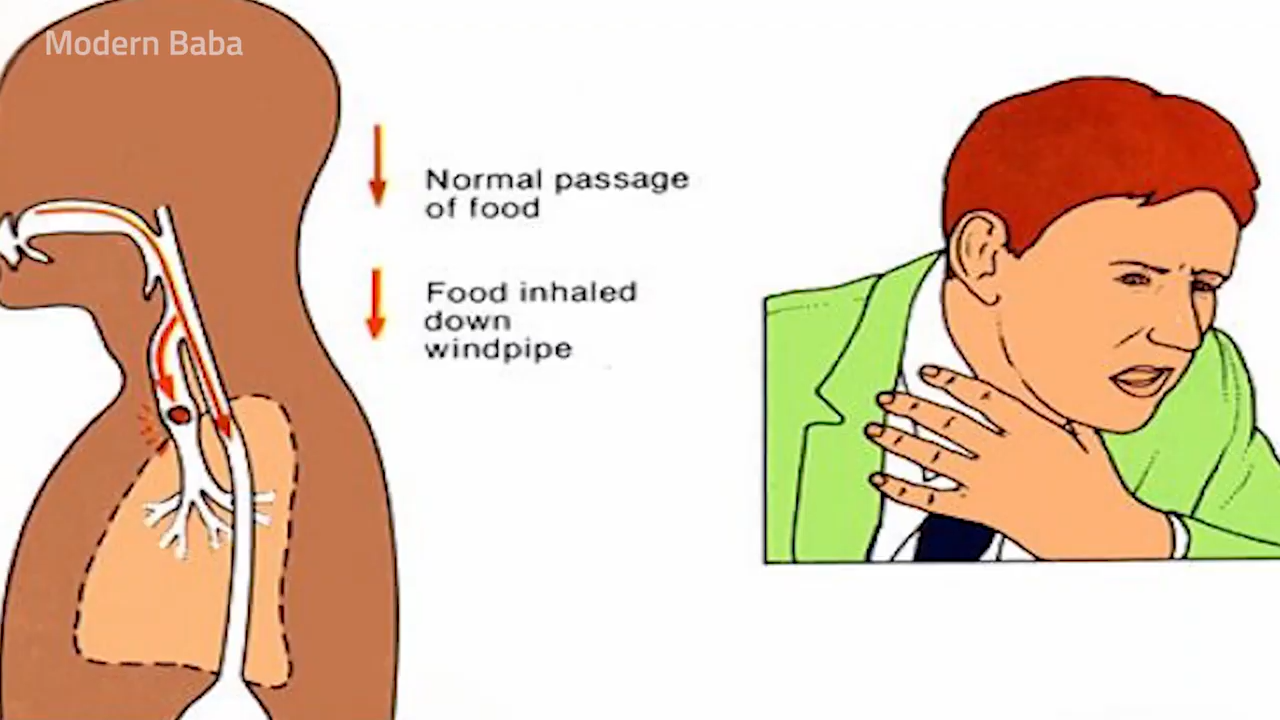 Modern Baba
Normal passage
of food
Food inhaled
down
windpipe